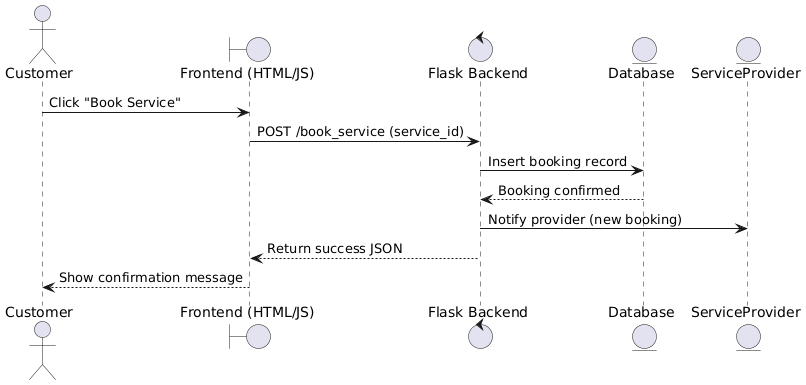 Customer
Frontend (HTML/JS)
Flask Backend
Database
ServiceProvider
Click "Book Service"
POST /book_service (service_id)
Insert booking record
Booking confirmed
Notify provider (new booking)
Return success JSON
Show confirmation message
Customer
Frontend (HTML/JS)
Flask Backend
Database
ServiceProvider